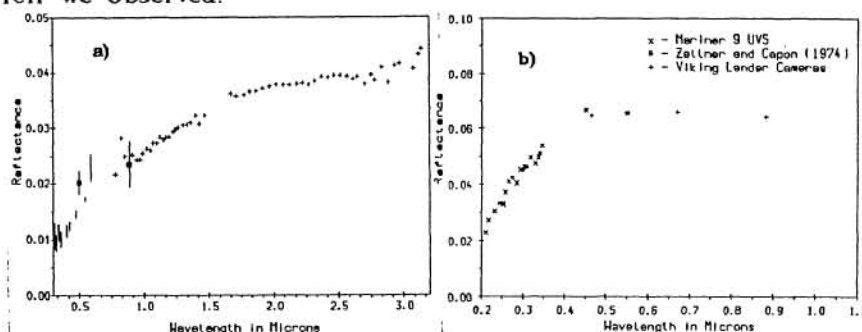 we observed.
a)
0.05
0.04
0.03
0.02
0.01
0.00
Reflectance
0.5 1.0 1.5 2.0 2.5 3.0
Wavelength in Microns
b)
x - Mariner 9 UVS
▪ - Zellner and Capen (1974)
+ - Viking Lander Cameras
0.10
0.08
0.06
0.04
0.02
0.00
Reflectance
0.2 0.3 0.4 0.5 0.6 0.7 0.8 0.9 1.0 1.
Wavelength in Microns